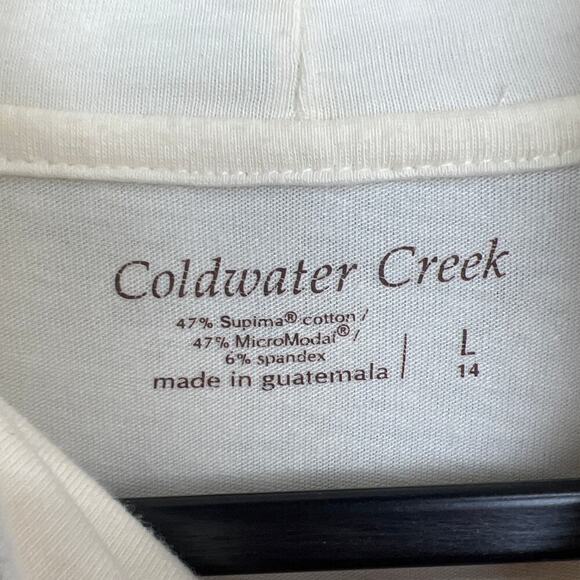 Coldwater Creek
47% Supima® cotton /
47% MicroModal® /
6% spandex
made in guatemala
L
14